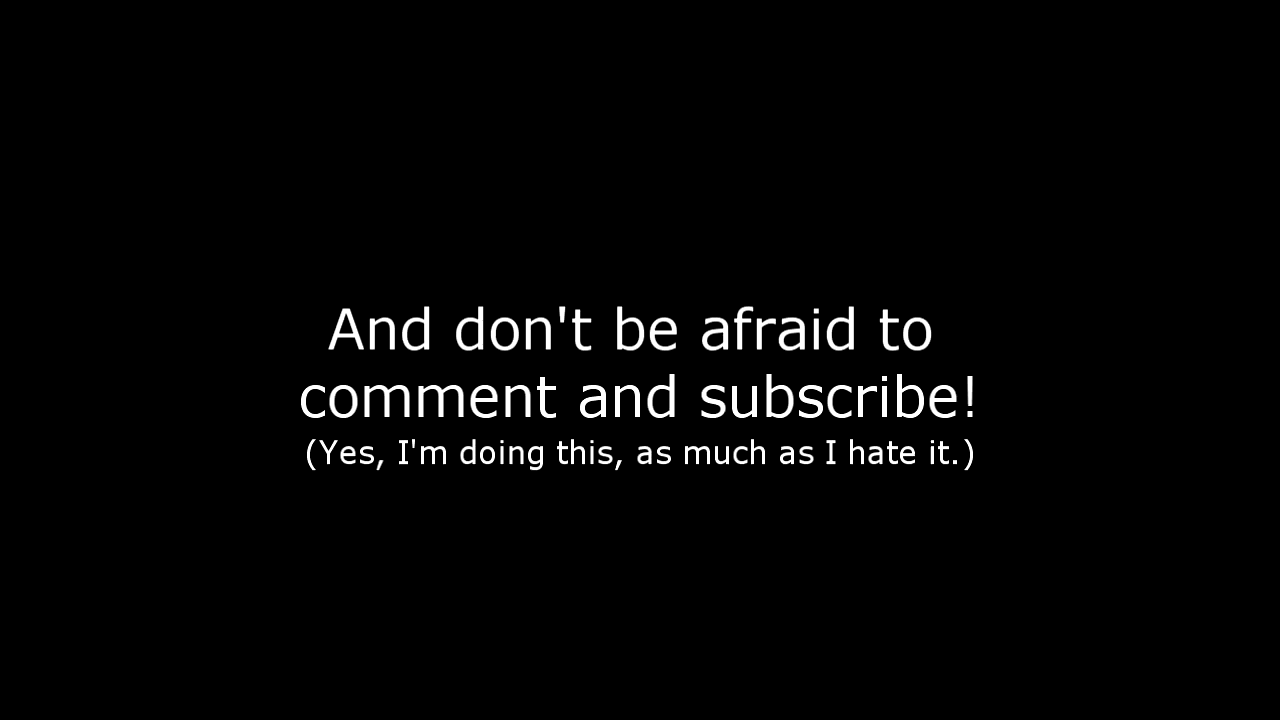 And don't be afraid to
comment and subscribe!
(Yes, I'm doing this, as much as I hate it.)